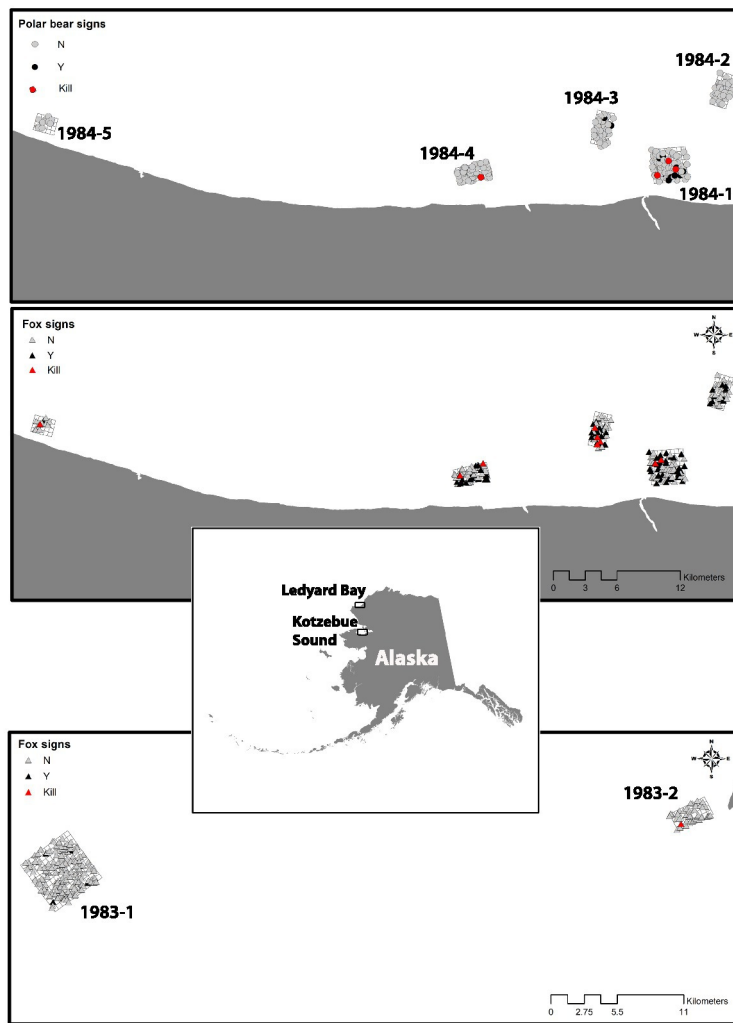 Polar bear signs
N
Y
Kill
1984-2
1984-3
1984-5
1984-4
1984-1
Fox signs
N
Y
Kill
N
W E
S
Kilometers
0 3 6 12
Ledyard Bay
Kotzebue
Sound
Alaska
Fox signs
N
Y
Kill
N
W E
S
1983-2
1983-1
Kilometers
0 2.75 5.5 11